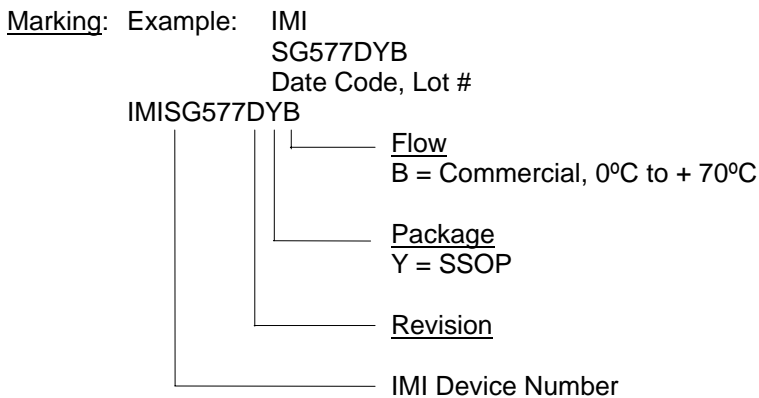 Marking: Example: IMI
SG577DYB
Date Code, Lot #
IMISG577DYB
Flow
B = Commercial, 0ºC to + 70ºC
Package
Y = SSOP
Revision
IMI Device Number